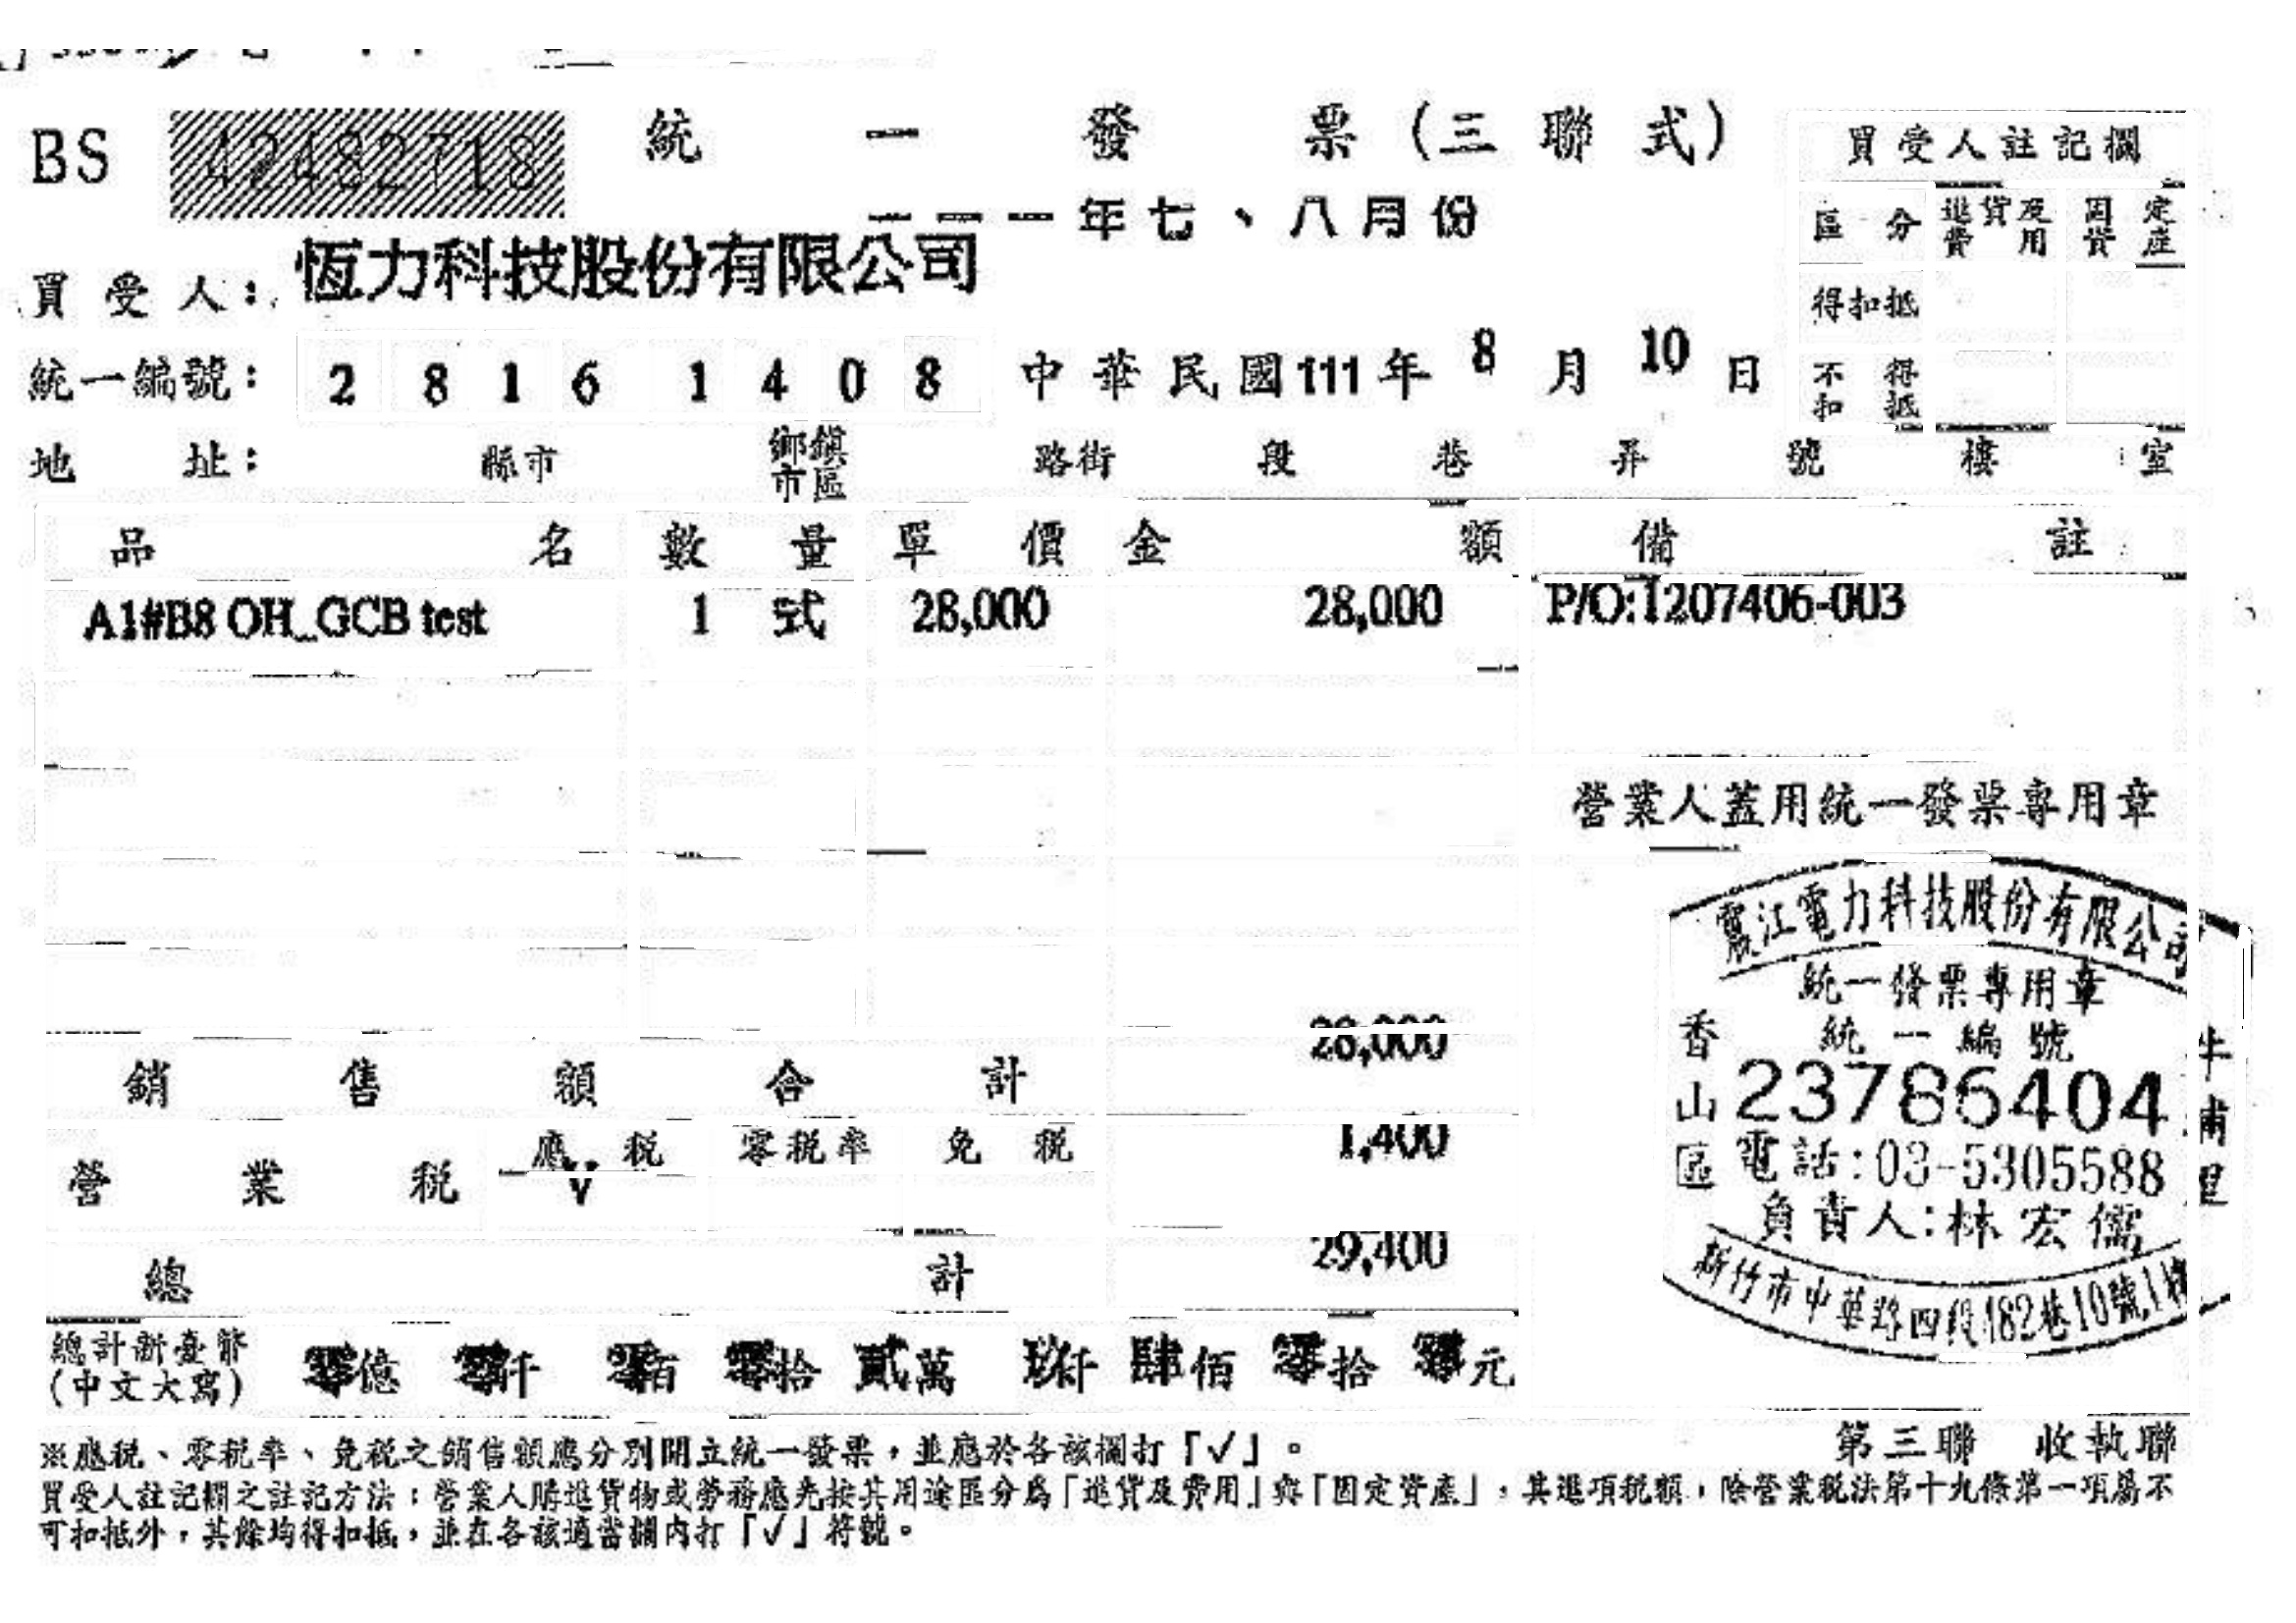 BS 42432718 統一發票(三聯式)
一一一年七、八月份
買受人: 恆力科技股份有限公司
統一編號: 2 8 1 6 1 4 0 8 中華民國111年 8 月 10 日
地址: 縣市 鄉鎮市區 路街 段 巷 弄 號 樓 室
買受人註記欄
區分 進貨及費用 固定資產
得扣抵
不得扣抵
品名 數量 單價 金額 備註
A1#B8 OH_GCB test 1 式 28,000 28,000 P/O:1207406-003
營業人蓋用統一發票專用章
銷售額合計 28,000
營業稅 應稅 V 零稅率 免稅 1,400
總計 29,400
總計新臺幣
(中文大寫) 零億 零仟 零佰 零拾 貳萬 玖仟 肆佰 零拾 零元
江電力科技股份有限公司
統一發票專用章
統一編號
23786404
電話:03-5305588
負責人:林宏儒
新竹市中華路四段482巷10號1樓
香山區
牛埔里
第三聯 收執聯
※應稅、零稅率、免稅之銷售額應分別開立統一發票,並應於各該欄打「√」。
買受人註記欄之註記方法:營業人購進貨物或勞務應先按其用途區分為「進貨及費用」與「固定資產」,其進項稅額,除營業稅法第十九條第一項屬不
可扣抵外,其餘均得扣抵,並在各該適當欄內打「√」符號。